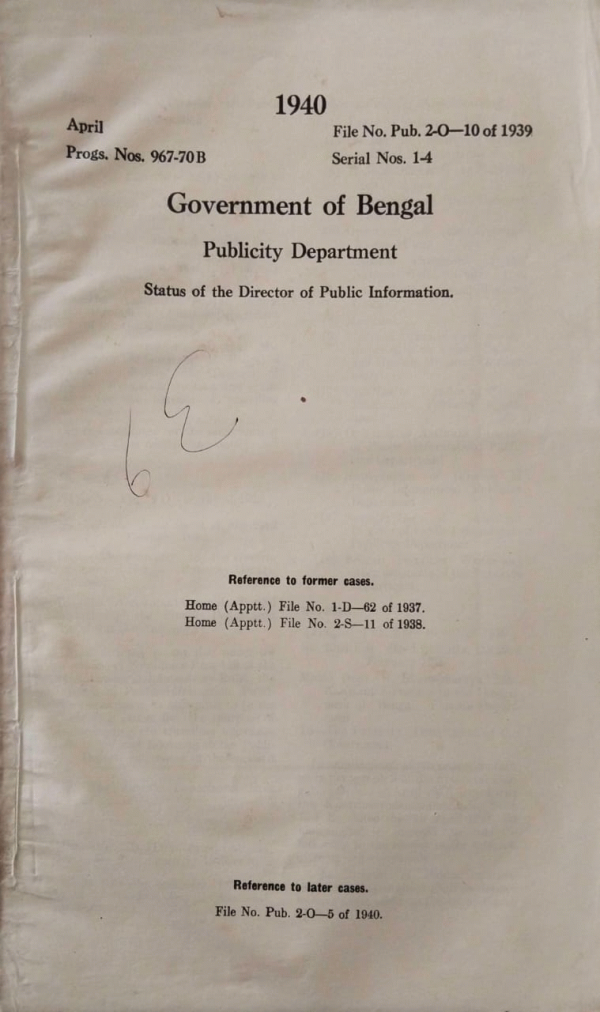 1940
April
File No. Pub. 2-O—10 of 1939
Progs. Nos. 967-70 B
Serial Nos. 1-4
Government of Bengal
Publicity Department
Status of the Director of Public Information.
Reference to former cases.
Home (Apptt.) File No. 1-D—62 of 1937.
Home (Apptt.) File No. 2-S—11 of 1938.
Reference to later cases.
File No. Pub. 2-O—5 of 1940.